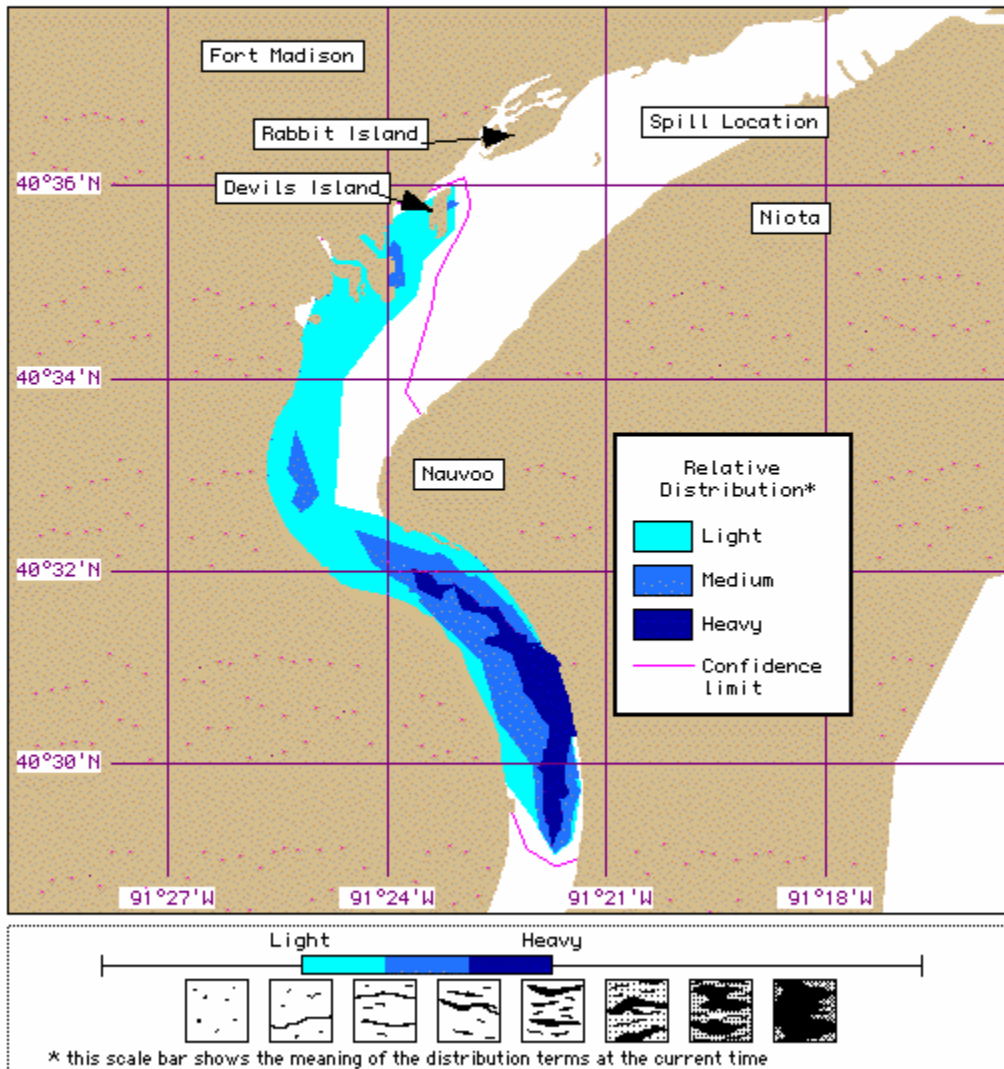 Fort Madison
Rabbit Island
Spill Location
Devils Island
40°36'N
Niota
40°34'N
Nauvoo
Relative
Distribution*
Light
Medium
Heavy
Confidence
limit
40°32'N
40°30'N
91°27'W
91°24'W
91°21'W
91°18'W
Light
Heavy
* this scale bar shows the meaning of the distribution terms at the current time